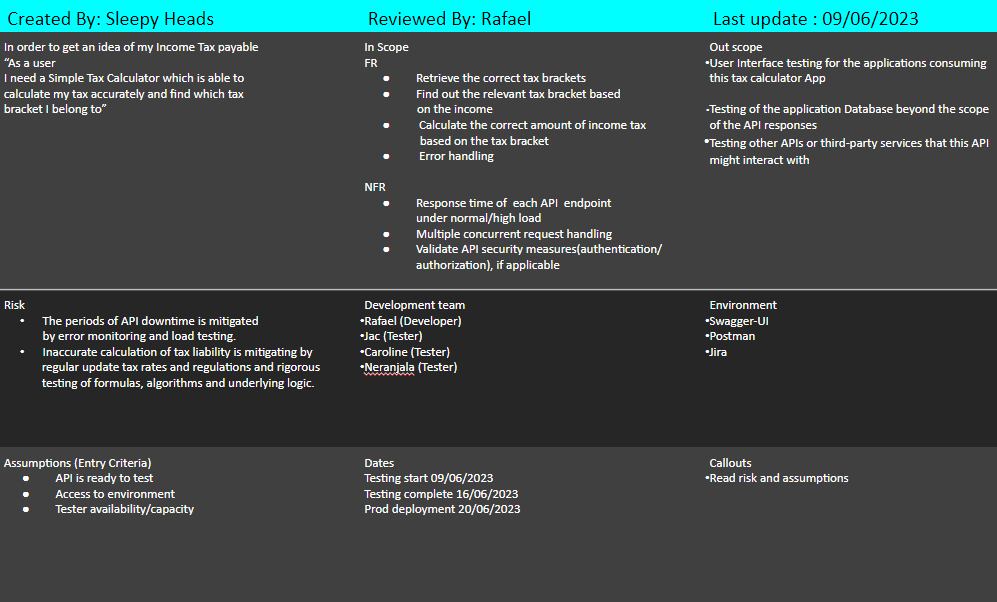 Created By: Sleepy Heads
Reviewed By: Rafael
Last update : 09/06/2023
In order to get an idea of my Income Tax payable
“As a user
I need a Simple Tax Calculator which is able to
calculate my tax accurately and find which tax
bracket I belong to”
In Scope
FR
● Retrieve the correct tax brackets
● Find out the relevant tax bracket based
on the income
● Calculate the correct amount of income tax
based on the tax bracket
● Error handling
NFR
● Response time of each API endpoint
under normal/high load
● Multiple concurrent request handling
● Validate API security measures(authentication/
authorization), if applicable
Out scope
•User Interface testing for the applications consuming
this tax calculator App
•Testing of the application Database beyond the scope
of the API responses
•Testing other APIs or third-party services that this API
might interact with
Risk
• The periods of API downtime is mitigated
by error monitoring and load testing.
• Inaccurate calculation of tax liability is mitigating by
regular update tax rates and regulations and rigorous
testing of formulas, algorithms and underlying logic.
Development team
•Rafael (Developer)
•Jac (Tester)
•Caroline (Tester)
•Neranjala (Tester)
Environment
•Swagger-UI
•Postman
•Jira
Assumptions (Entry Criteria)
● API is ready to test
● Access to environment
● Tester availability/capacity
Dates
Testing start 09/06/2023
Testing complete 16/06/2023
Prod deployment 20/06/2023
Callouts
•Read risk and assumptions